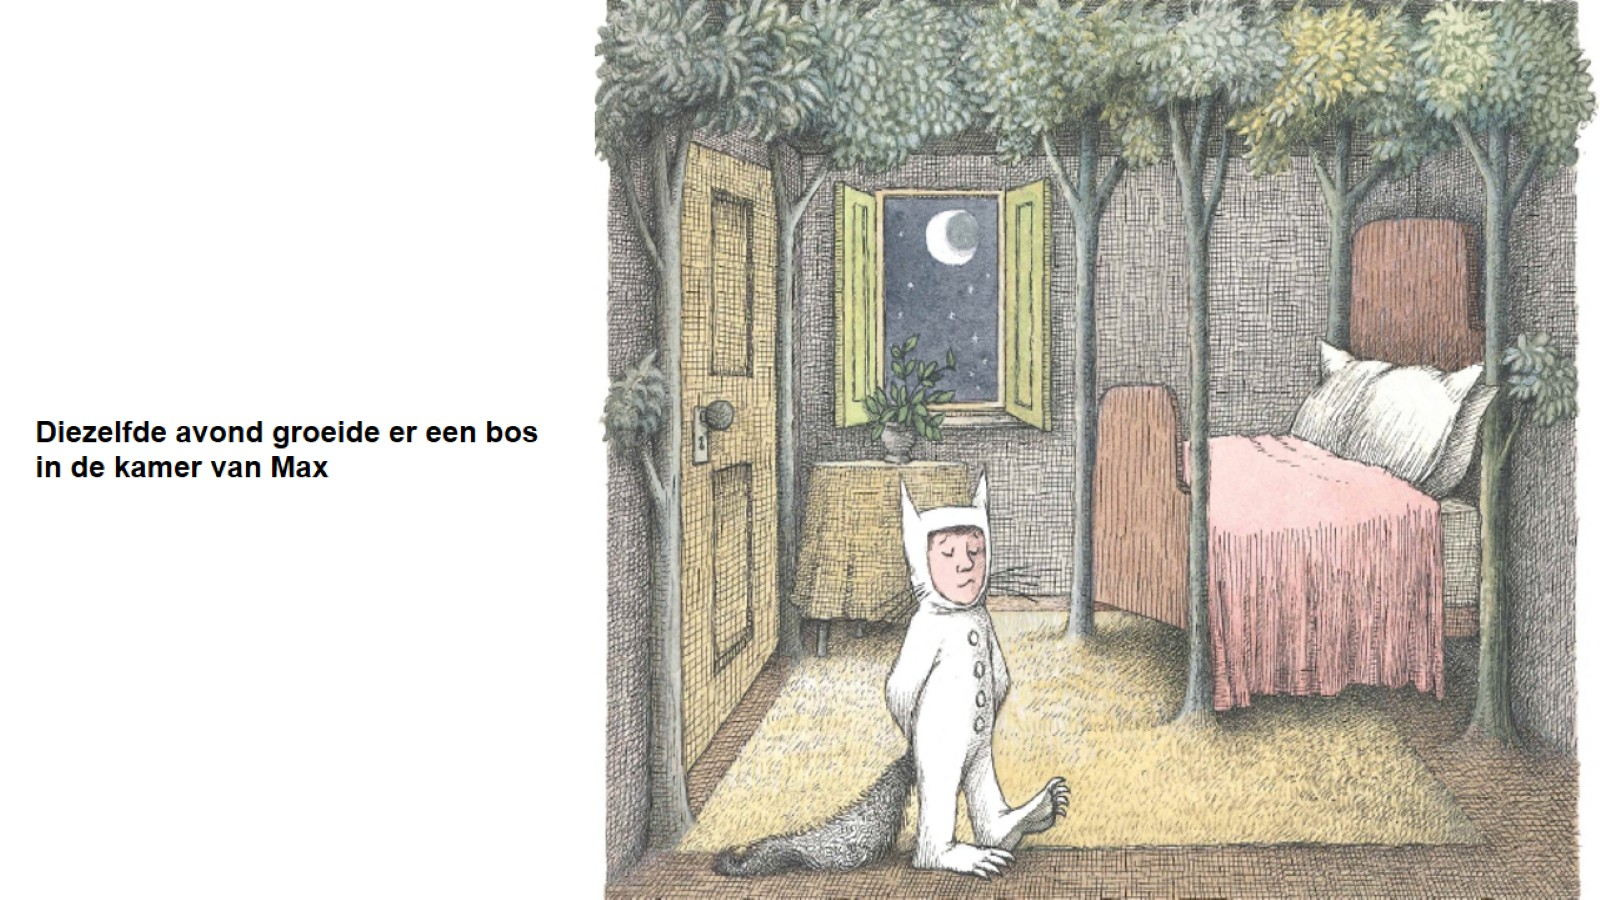 Diezelfde avond groeide er een bos
in de kamer van Max